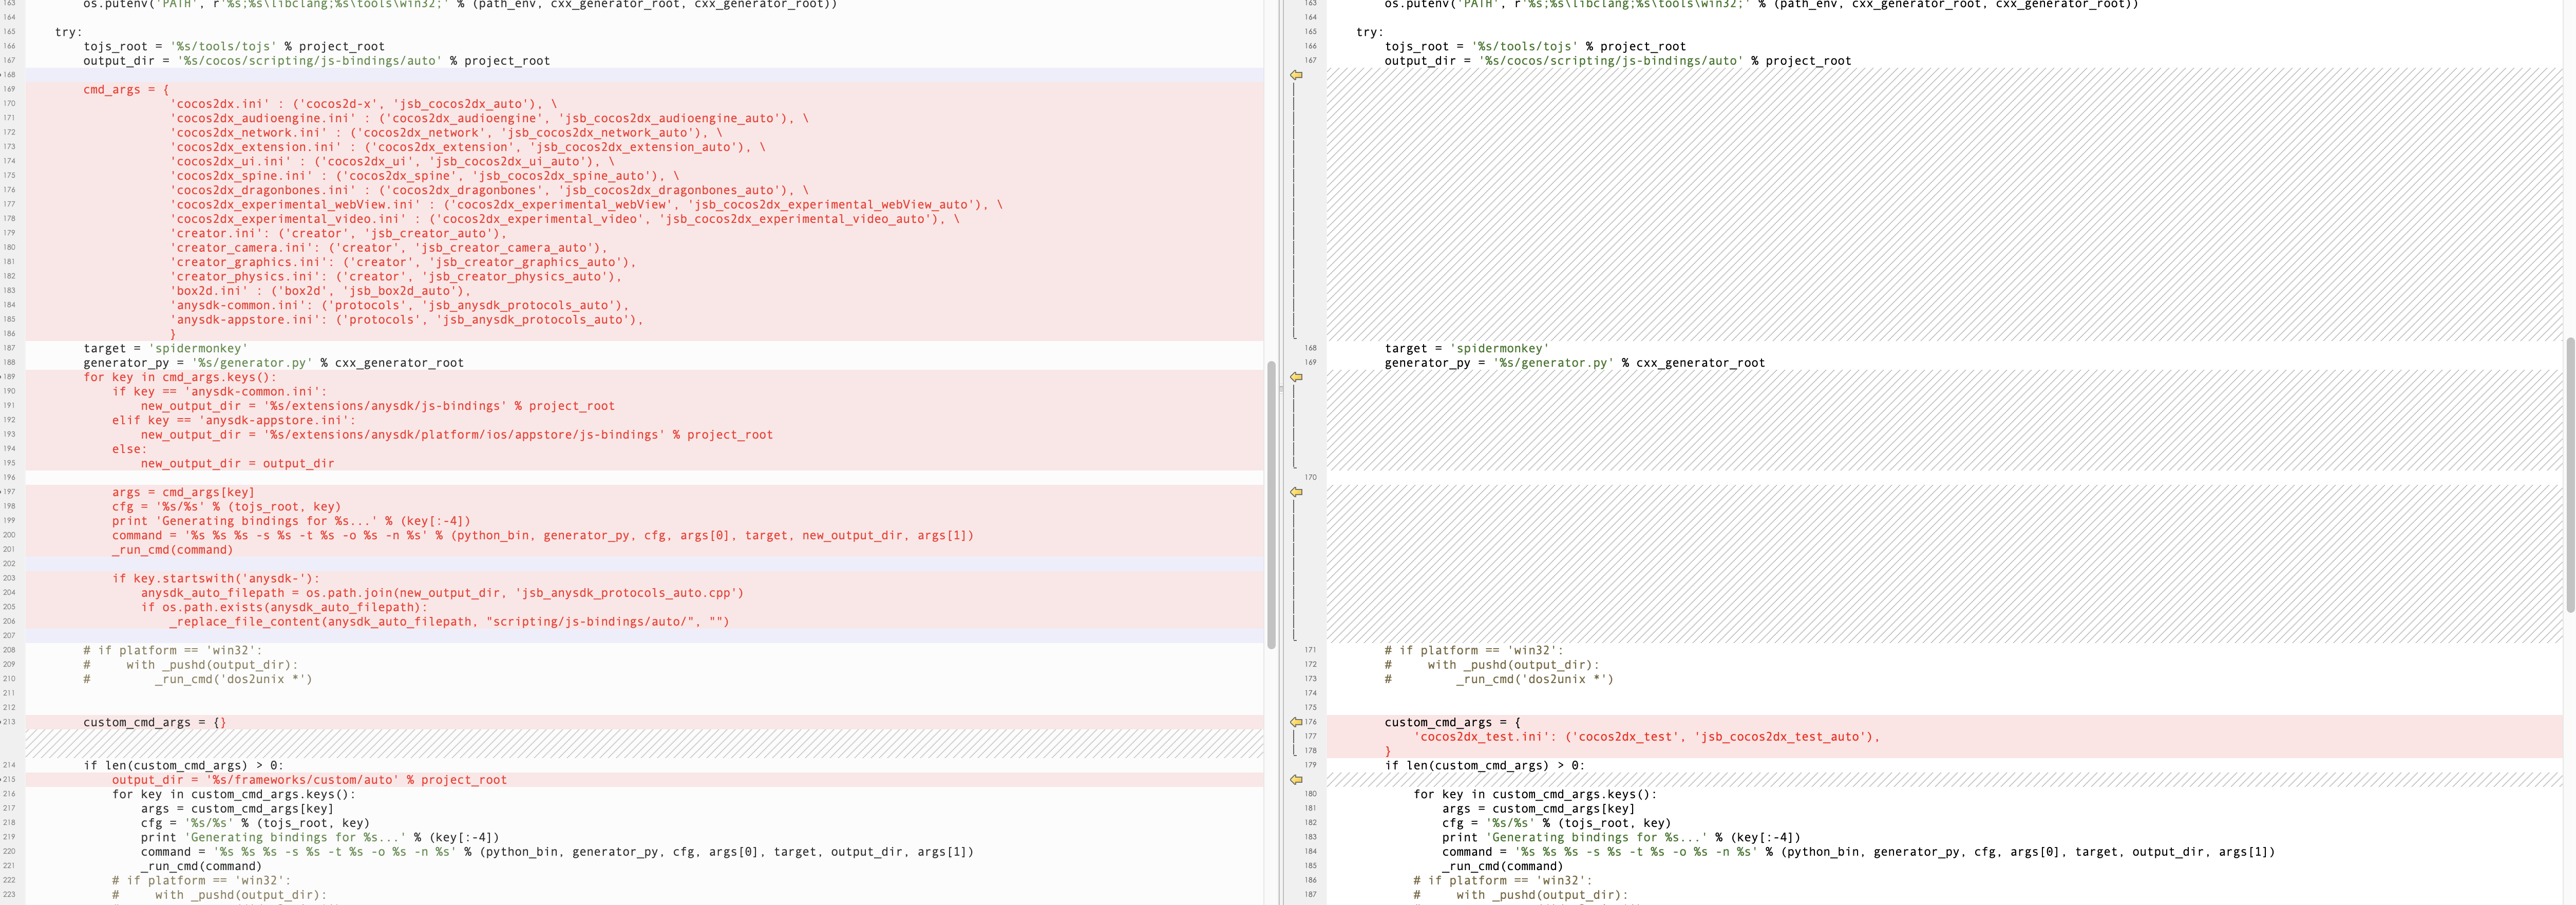 163 os.putenv('PATH', r'%s;%s\libclang;%s\tools\win32;' % (path_env, cxx_generator_root, cxx_generator_root))
164
165 try:
166 tojs_root = '%s/tools/tojs' % project_root
167 output_dir = '%s/cocos/scripting/js-bindings/auto' % project_root
168
169 cmd_args = {
170 'cocos2dx.ini' : ('cocos2d-x', 'jsb_cocos2dx_auto'), \
171 'cocos2dx_audioengine.ini' : ('cocos2dx_audioengine', 'jsb_cocos2dx_audioengine_auto'), \
172 'cocos2dx_network.ini' : ('cocos2dx_network', 'jsb_cocos2dx_network_auto'), \
173 'cocos2dx_extension.ini' : ('cocos2dx_extension', 'jsb_cocos2dx_extension_auto'), \
174 'cocos2dx_ui.ini' : ('cocos2dx_ui', 'jsb_cocos2dx_ui_auto'), \
175 'cocos2dx_spine.ini' : ('cocos2dx_spine', 'jsb_cocos2dx_spine_auto'), \
176 'cocos2dx_dragonbones.ini' : ('cocos2dx_dragonbones', 'jsb_cocos2dx_dragonbones_auto'), \
177 'cocos2dx_experimental_webView.ini' : ('cocos2dx_experimental_webView', 'jsb_cocos2dx_experimental_webView_auto'), \
178 'cocos2dx_experimental_video.ini' : ('cocos2dx_experimental_video', 'jsb_cocos2dx_experimental_video_auto'), \
179 'creator.ini': ('creator', 'jsb_creator_auto'),
180 'creator_camera.ini': ('creator', 'jsb_creator_camera_auto'),
181 'creator_graphics.ini': ('creator', 'jsb_creator_graphics_auto'),
182 'creator_physics.ini': ('creator', 'jsb_creator_physics_auto'),
183 'box2d.ini' : ('box2d', 'jsb_box2d_auto'),
184 'anysdk-common.ini': ('protocols', 'jsb_anysdk_protocols_auto'),
185 'anysdk-appstore.ini': ('protocols', 'jsb_anysdk_protocols_auto'),
186 }
187 target = 'spidermonkey'
188 generator_py = '%s/generator.py' % cxx_generator_root
189 for key in cmd_args.keys():
190 if key == 'anysdk-common.ini':
191 new_output_dir = '%s/extensions/anysdk/js-bindings' % project_root
192 elif key == 'anysdk-appstore.ini':
193 new_output_dir = '%s/extensions/anysdk/platform/ios/appstore/js-bindings' % project_root
194 else:
195 new_output_dir = output_dir
196
197 args = cmd_args[key]
198 cfg = '%s/%s' % (tojs_root, key)
199 print 'Generating bindings for %s...' % (key[:-4])
200 command = '%s %s %s -s %s -t %s -o %s -n %s' % (python_bin, generator_py, cfg, args[0], target, new_output_dir, args[1])
201 _run_cmd(command)
202
203 if key.startswith('anysdk-'):
204 anysdk_auto_filepath = os.path.join(new_output_dir, 'jsb_anysdk_protocols_auto.cpp')
205 if os.path.exists(anysdk_auto_filepath):
206 _replace_file_content(anysdk_auto_filepath, "scripting/js-bindings/auto/", "")
207
208 # if platform == 'win32':
209 # with _pushd(output_dir):
210 # _run_cmd('dos2unix *')
211
212
213 custom_cmd_args = {}
214 if len(custom_cmd_args) > 0:
215 output_dir = '%s/frameworks/custom/auto' % project_root
216 for key in custom_cmd_args.keys():
217 args = custom_cmd_args[key]
218 cfg = '%s/%s' % (tojs_root, key)
219 print 'Generating bindings for %s...' % (key[:-4])
220 command = '%s %s %s -s %s -t %s -o %s -n %s' % (python_bin, generator_py, cfg, args[0], target, output_dir, args[1])
221 _run_cmd(command)
222 # if platform == 'win32':
223 # with _pushd(output_dir):
163 os.putenv('PATH', r'%s;%s\libclang;%s\tools\win32;' % (path_env, cxx_generator_root, cxx_generator_root))
164
165 try:
166 tojs_root = '%s/tools/tojs' % project_root
167 output_dir = '%s/cocos/scripting/js-bindings/auto' % project_root
168 target = 'spidermonkey'
169 generator_py = '%s/generator.py' % cxx_generator_root
170
171 # if platform == 'win32':
172 # with _pushd(output_dir):
173 # _run_cmd('dos2unix *')
174
175
176 custom_cmd_args = {
177 'cocos2dx_test.ini': ('cocos2dx_test', 'jsb_cocos2dx_test_auto'),
178 }
179 if len(custom_cmd_args) > 0:
180 for key in custom_cmd_args.keys():
181 args = custom_cmd_args[key]
182 cfg = '%s/%s' % (tojs_root, key)
183 print 'Generating bindings for %s...' % (key[:-4])
184 command = '%s %s %s -s %s -t %s -o %s -n %s' % (python_bin, generator_py, cfg, args[0], target, output_dir, args[1])
185 _run_cmd(command)
186 # if platform == 'win32':
187 # with _pushd(output_dir):